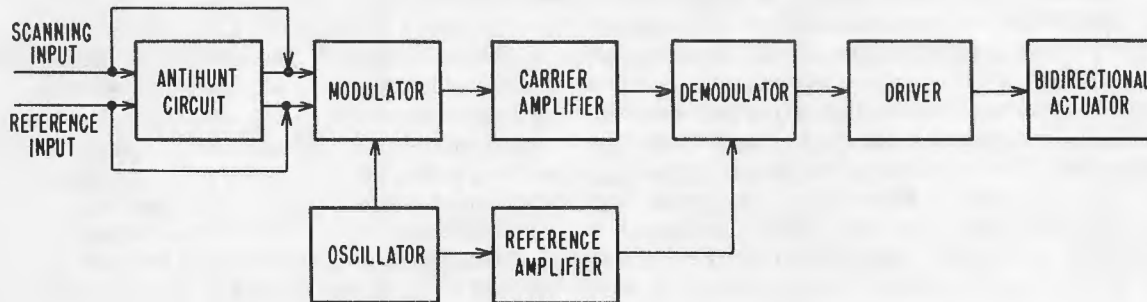 SCANNING
INPUT
REFERENCE
INPUT
ANTIHUNT
CIRCUIT
MODULATOR
CARRIER
AMPLIFIER
DEMODULATOR
DRIVER
BIDIRECTIONAL
ACTUATOR
OSCILLATOR
REFERENCE
AMPLIFIER